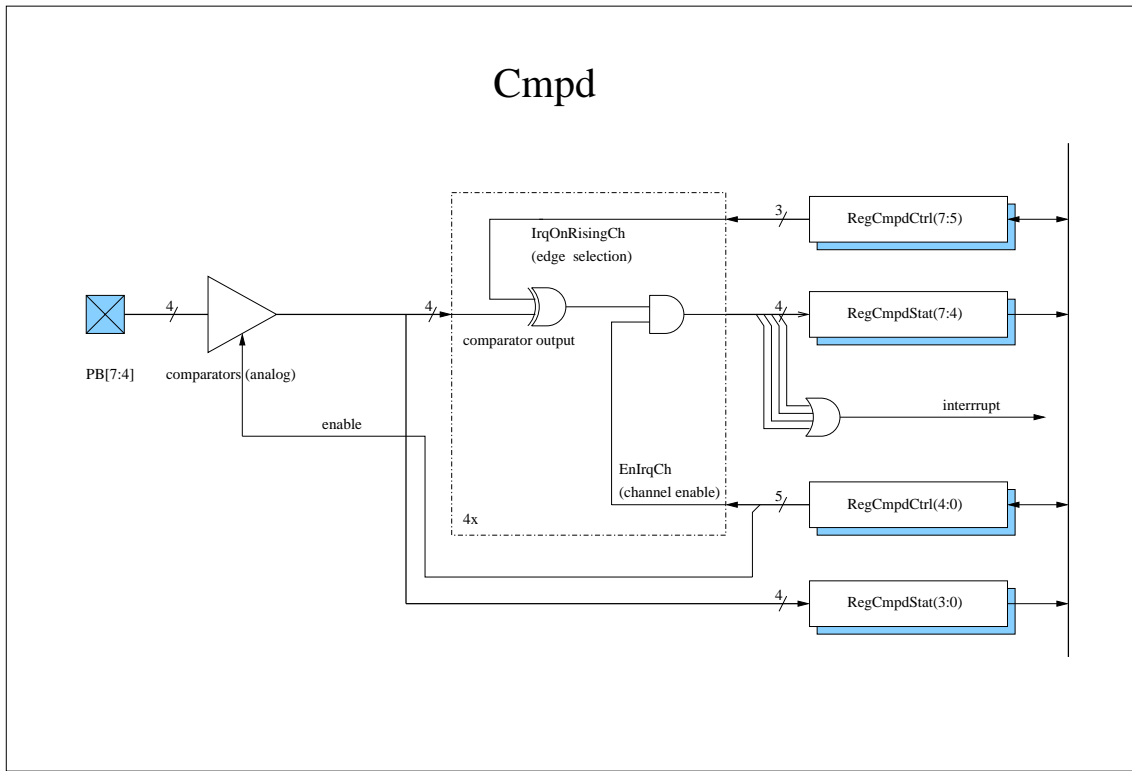 Cmpd
3
RegCmpdCtrl(7:5)
IrqOnRisingCh
(edge selection)
4
4
4
RegCmpdStat(7:4)
comparator output
PB[7:4]
comparators (analog)
interrrupt
enable
EnIrqCh
(channel enable)
5
RegCmpdCtrl(4:0)
4x
4
RegCmpdStat(3:0)